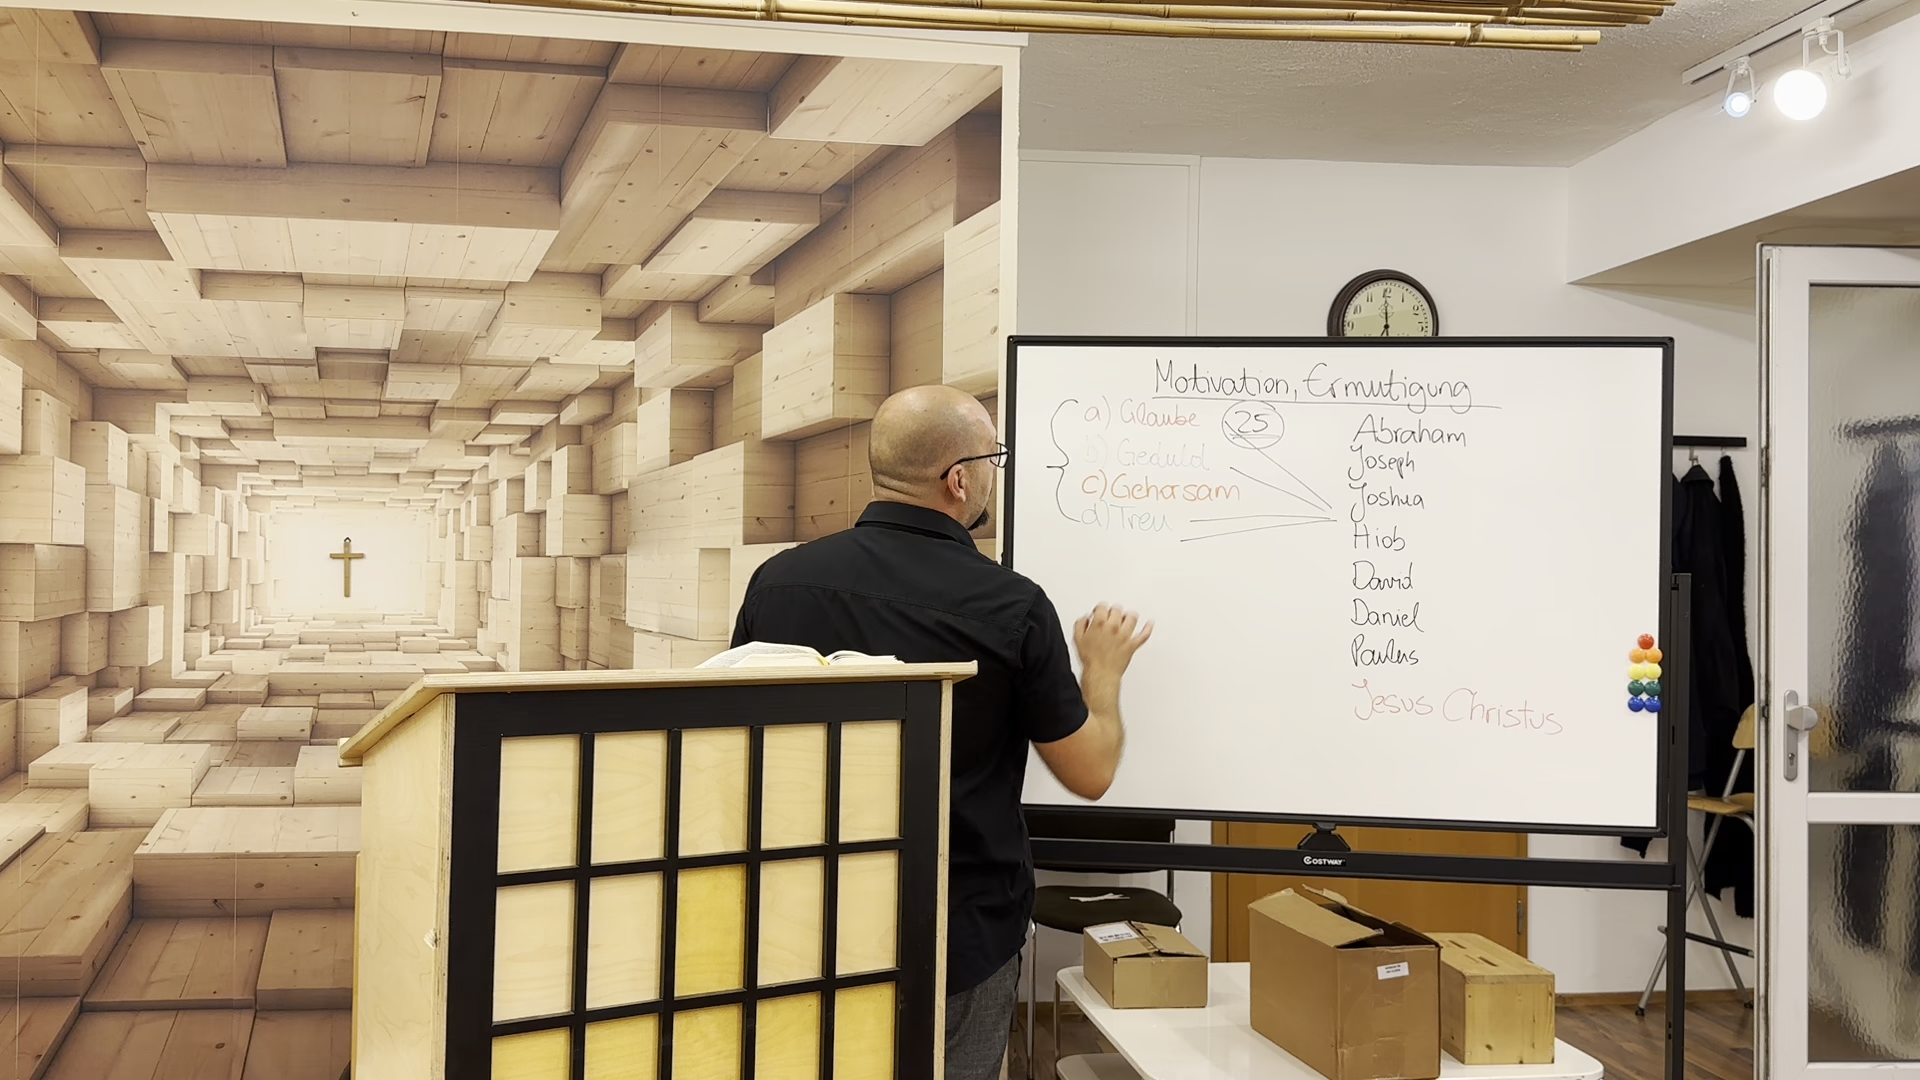 Motivation, Ermutigung
a) Glaube
25
b) Geduld
c) Gehorsam
d) Treu
Abraham
Joseph
Joshua
Hiob
David
Daniel
Paulus
Jesus Christus
COSTWAY